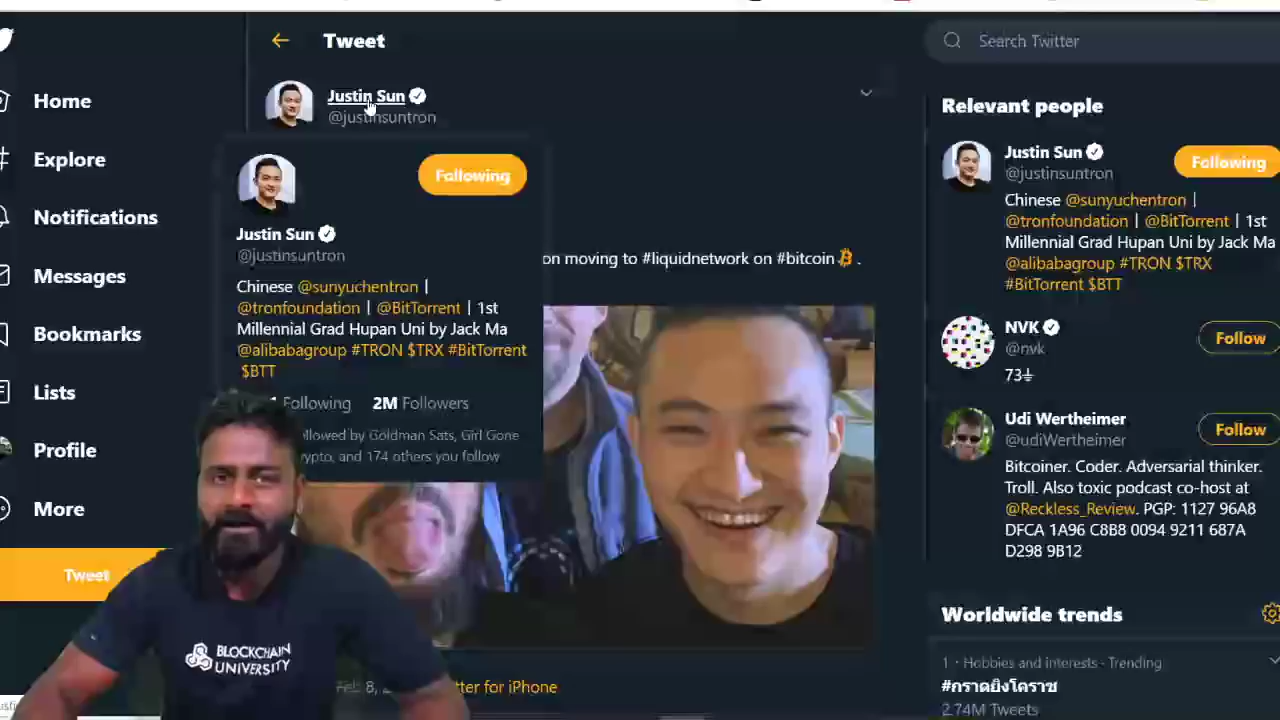 Tweet
Search Twitter
Home
Explore
Notifications
Messages
Bookmarks
Lists
Profile
More
Tweet
Justin Sun
@justinsuntron
Following
Justin Sun
@justinsuntron
Chinese @sunyuchentron |
@tronfoundation | @BitTorrent | 1st
Millennial Grad Hupan Uni by Jack Ma
@alibabagroup #TRON $TRX #BitTorrent
$BTT
Following 2M Followers
ollowed by Goldman Sats, Girl Gone
rypto, and 174 others you follow
on moving to #liquidnetwork on #bitcoin .
Feb 8, 2 tter for iPhone
BLOCKCHAIN
UNIVERSITY
Relevant people
Justin Sun
@justinsuntron
Following
Chinese @sunyuchentron |
@tronfoundation | @BitTorrent | 1st
Millennial Grad Hupan Uni by Jack Ma
@alibabagroup #TRON $TRX
#BitTorrent $BTT
NVK
@nvk
Follow
73⏚
Udi Wertheimer
@udiWertheimer
Follow
Bitcoiner. Coder. Adversarial thinker.
Troll. Also toxic podcast co-host at
@Reckless_Review. PGP: 1127 96A8
DFCA 1A96 C8B8 0094 9211 687A
D298 9B12
Worldwide trends
1 · Hobbies and interests · Trending
#กราดยิงโคราช
2.74M Tweets